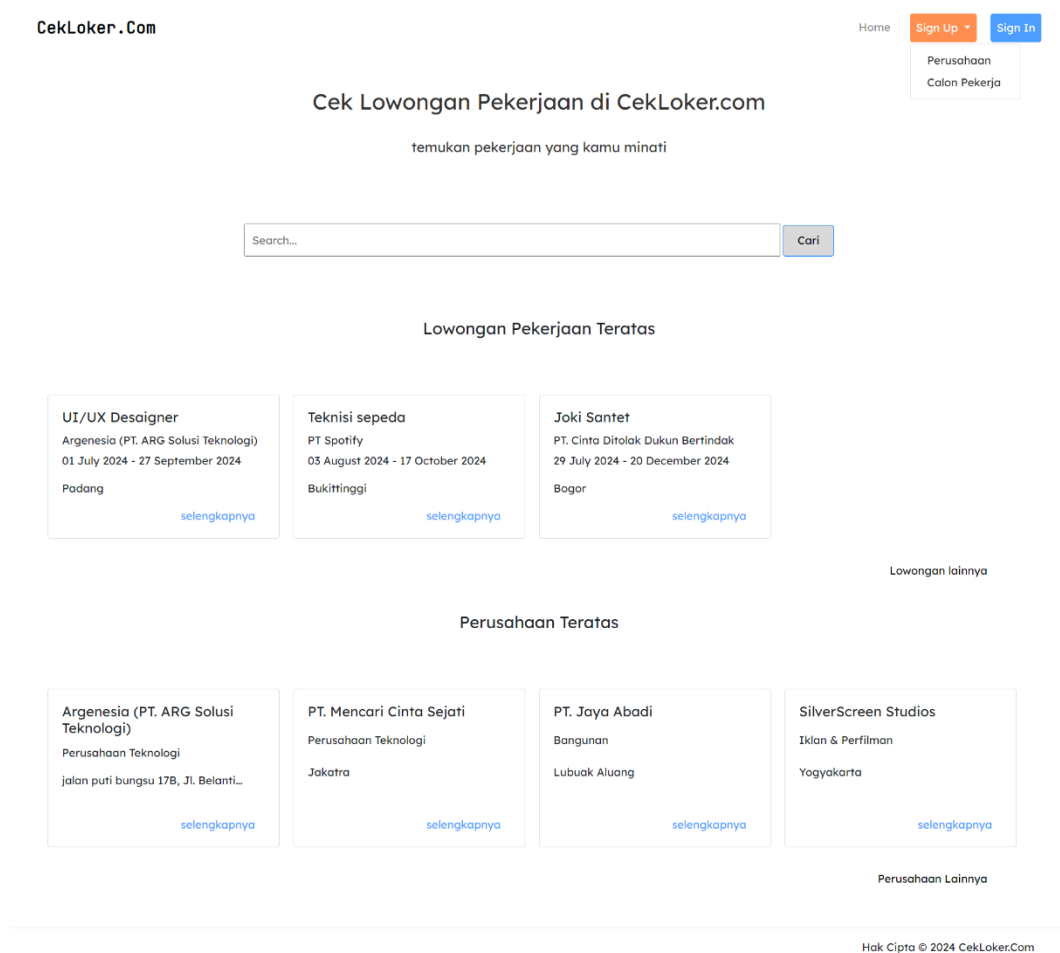 CekLoker.Com
Home
Sign Up
Sign In
Perusahaan
Calon Pekerja
Cek Lowongan Pekerjaan di CekLoker.com
temukan pekerjaan yang kamu minati
Search...
Cari
Lowongan Pekerjaan Teratas
UI/UX Desaigner
Argenesia (PT. ARG Solusi Teknologi)
01 July 2024 - 27 September 2024
Padang
selengkapnya
Teknisi sepeda
PT Spotify
03 August 2024 - 17 October 2024
Bukittinggi
selengkapnya
Joki Santet
PT. Cinta Ditolak Dukun Bertindak
29 July 2024 - 20 December 2024
Bogor
selengkapnya
Lowongan lainnya
Perusahaan Teratas
Argenesia (PT. ARG Solusi
Teknologi)
Perusahaan Teknologi
jalan puti bungsu 17B, Jl. Belanti...
selengkapnya
PT. Mencari Cinta Sejati
Perusahaan Teknologi
Jakatra
selengkapnya
PT. Jaya Abadi
Bangunan
Lubuak Aluang
selengkapnya
SilverScreen Studios
Iklan & Perfilman
Yogyakarta
selengkapnya
Perusahaan Lainnya
Hak Cipta © 2024 CekLoker.Com